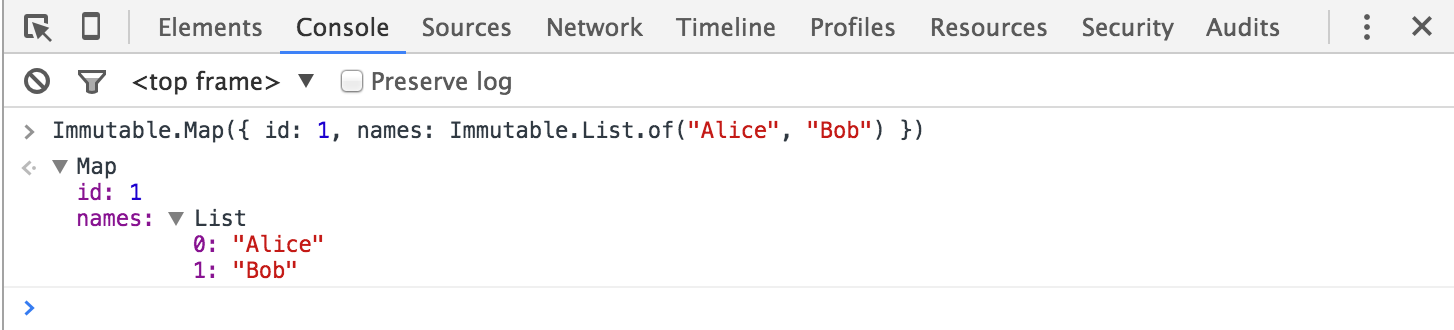 Elements Console Sources Network Timeline Profiles Resources Security Audits
<top frame> ▼ Preserve log
> Immutable.Map({ id: 1, names: Immutable.List.of("Alice", "Bob") })
▼ Map
id: 1
names: ▼ List
0: "Alice"
1: "Bob"
>